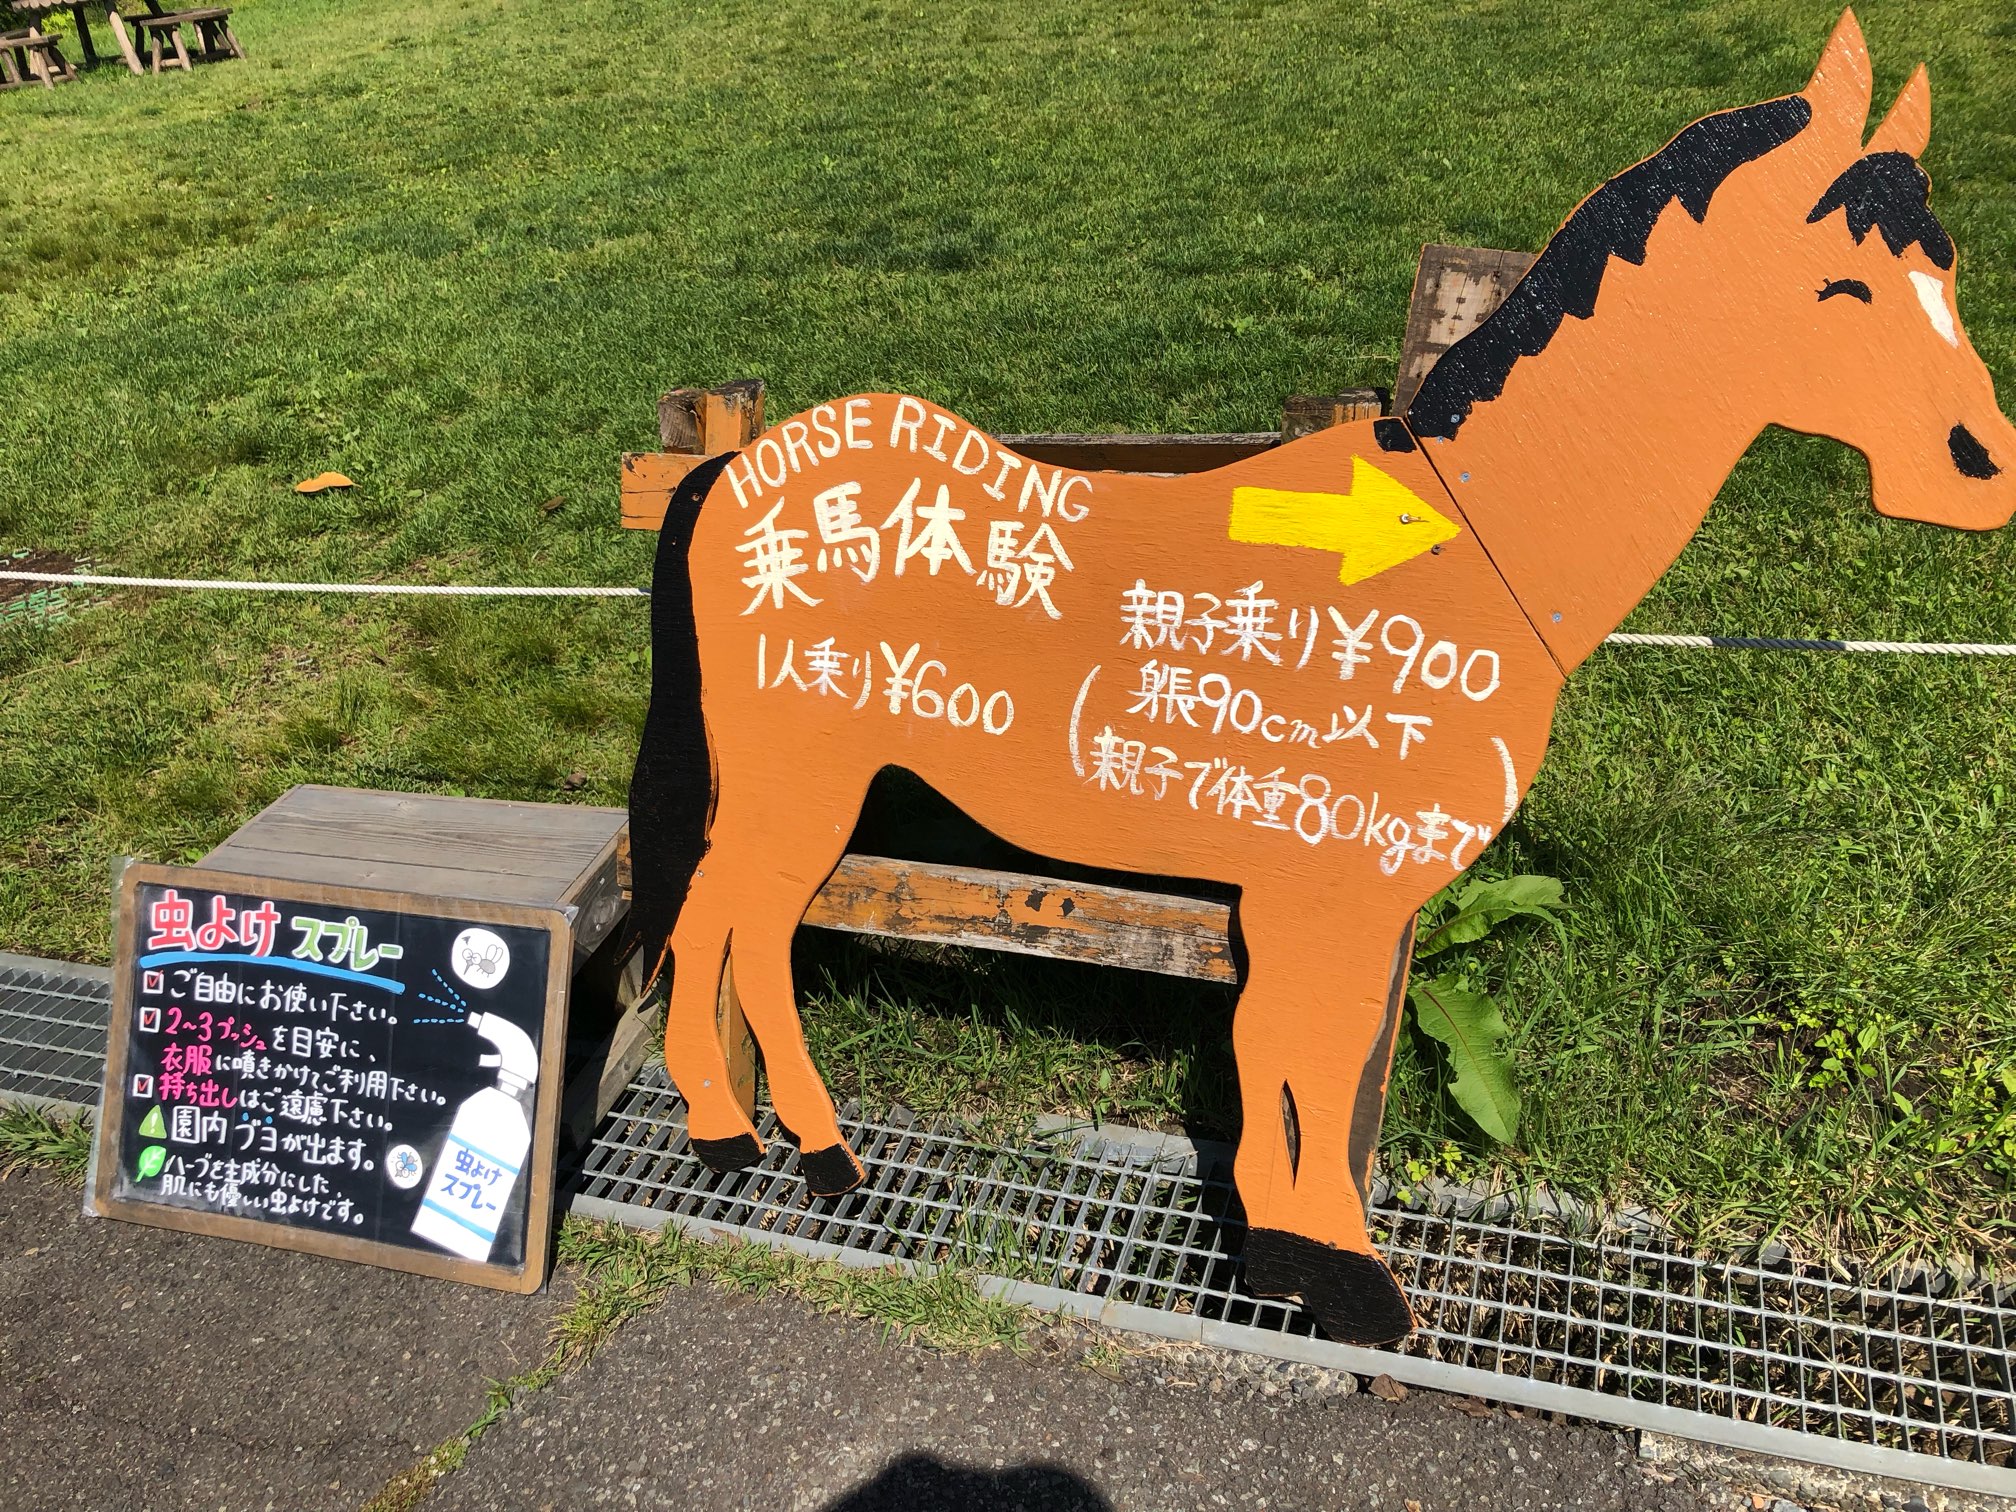 HORSE RIDING
乗馬体験
1人乗り¥600
親子乗り¥900
身長90cm以下
(親子で体重80kgまで)
虫よけスプレー
ご自由にお使い下さい。
2~3プッシュを目安に、
衣服に噴きかけてご利用下さい。
持ち出しはご遠慮下さい。
園内ブヨが出ます。
ハーブを主成分にした、
肌にも優しい虫よけです。
虫よけ
スプレー